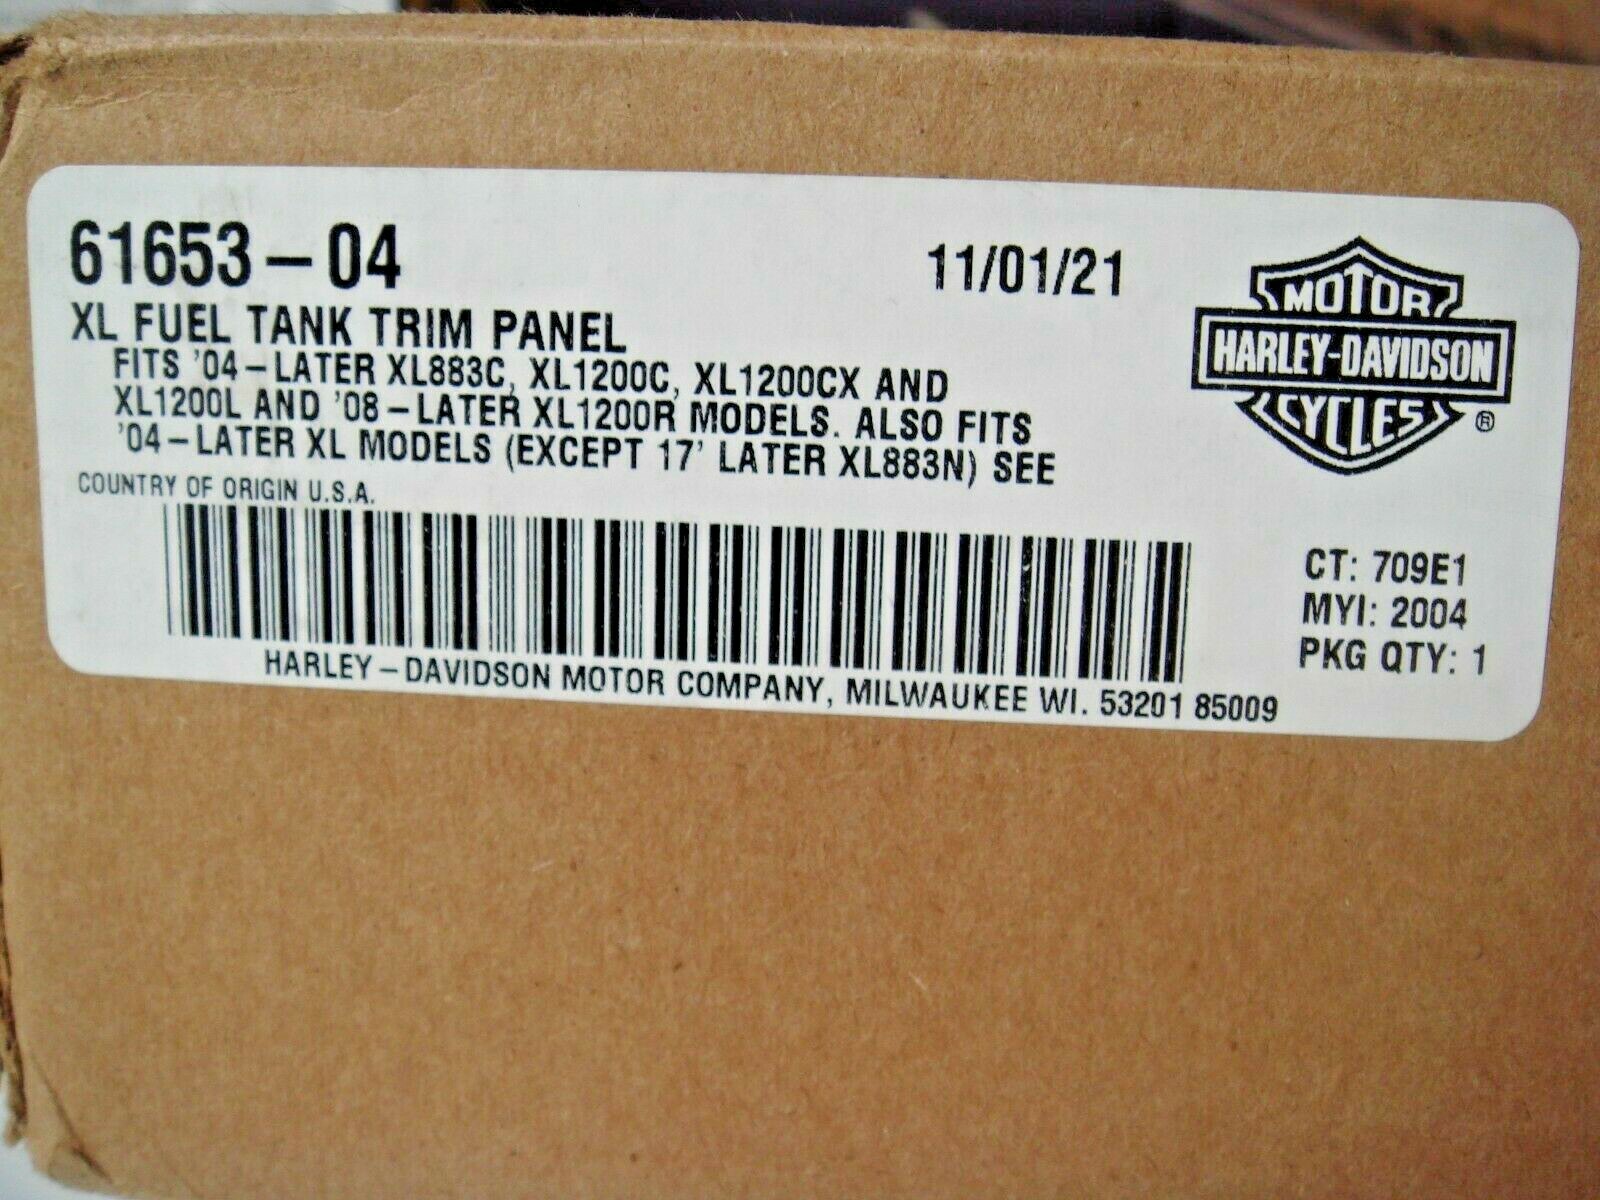 61653-04
11/01/21
XL FUEL TANK TRIM PANEL
FITS '04-LATER XL883C, XL1200C, XL1200CX AND
XL1200L AND '08-LATER XL1200R MODELS. ALSO FITS
'04-LATER XL MODELS (EXCEPT 17' LATER XL883N) SEE
COUNTRY OF ORIGIN U.S.A.
MOTOR
HARLEY-DAVIDSON
CYCLES
®
CT: 709E1
MYI: 2004
PKG QTY: 1
HARLEY-DAVIDSON MOTOR COMPANY, MILWAUKEE WI. 53201 85009